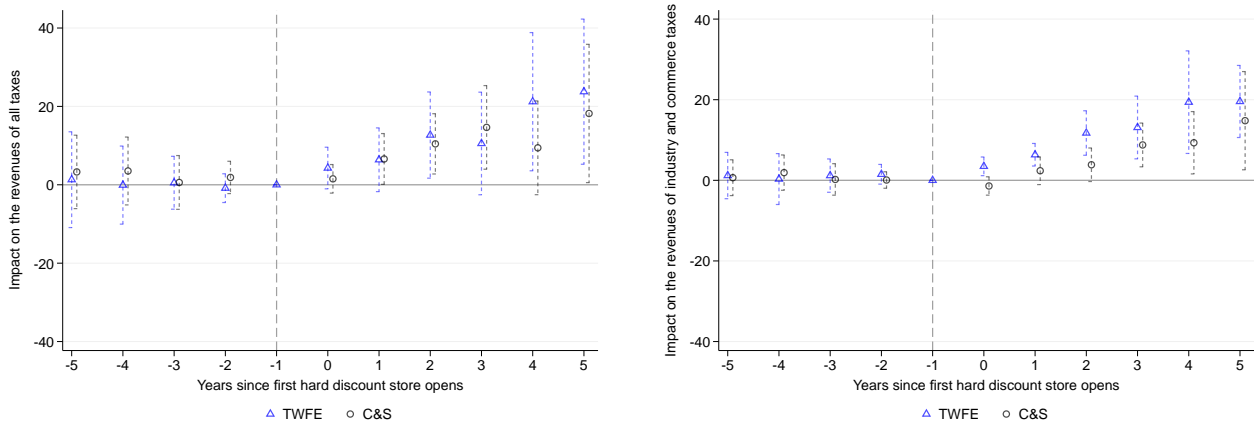 Impact on the revenues of all taxes
40
20
0
-20
-40
-5 -4 -3 -2 -1 0 1 2 3 4 5
Years since first hard discount store opens
TWFE C&S
Impact on the revenues of industry and commerce taxes
40
20
0
-20
-40
-5 -4 -3 -2 -1 0 1 2 3 4 5
Years since first hard discount store opens
TWFE C&S